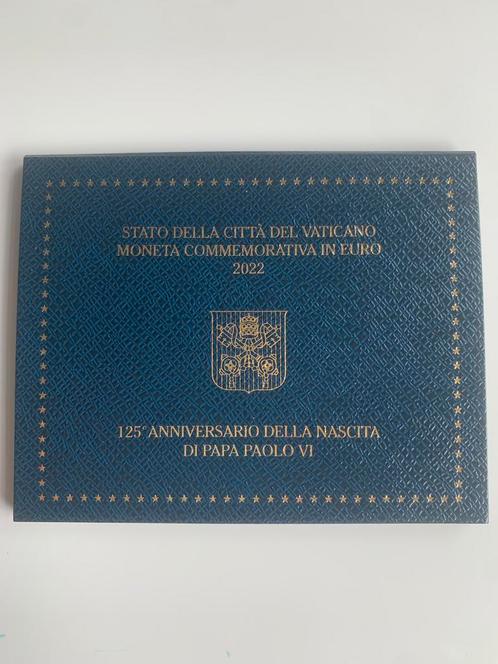 STATO DELLA CITTÀ DEL VATICANO
MONETA COMMEMORATIVA IN EURO
2022
125° ANNIVERSARIO DELLA NASCITA
DI PAPA PAOLO VI